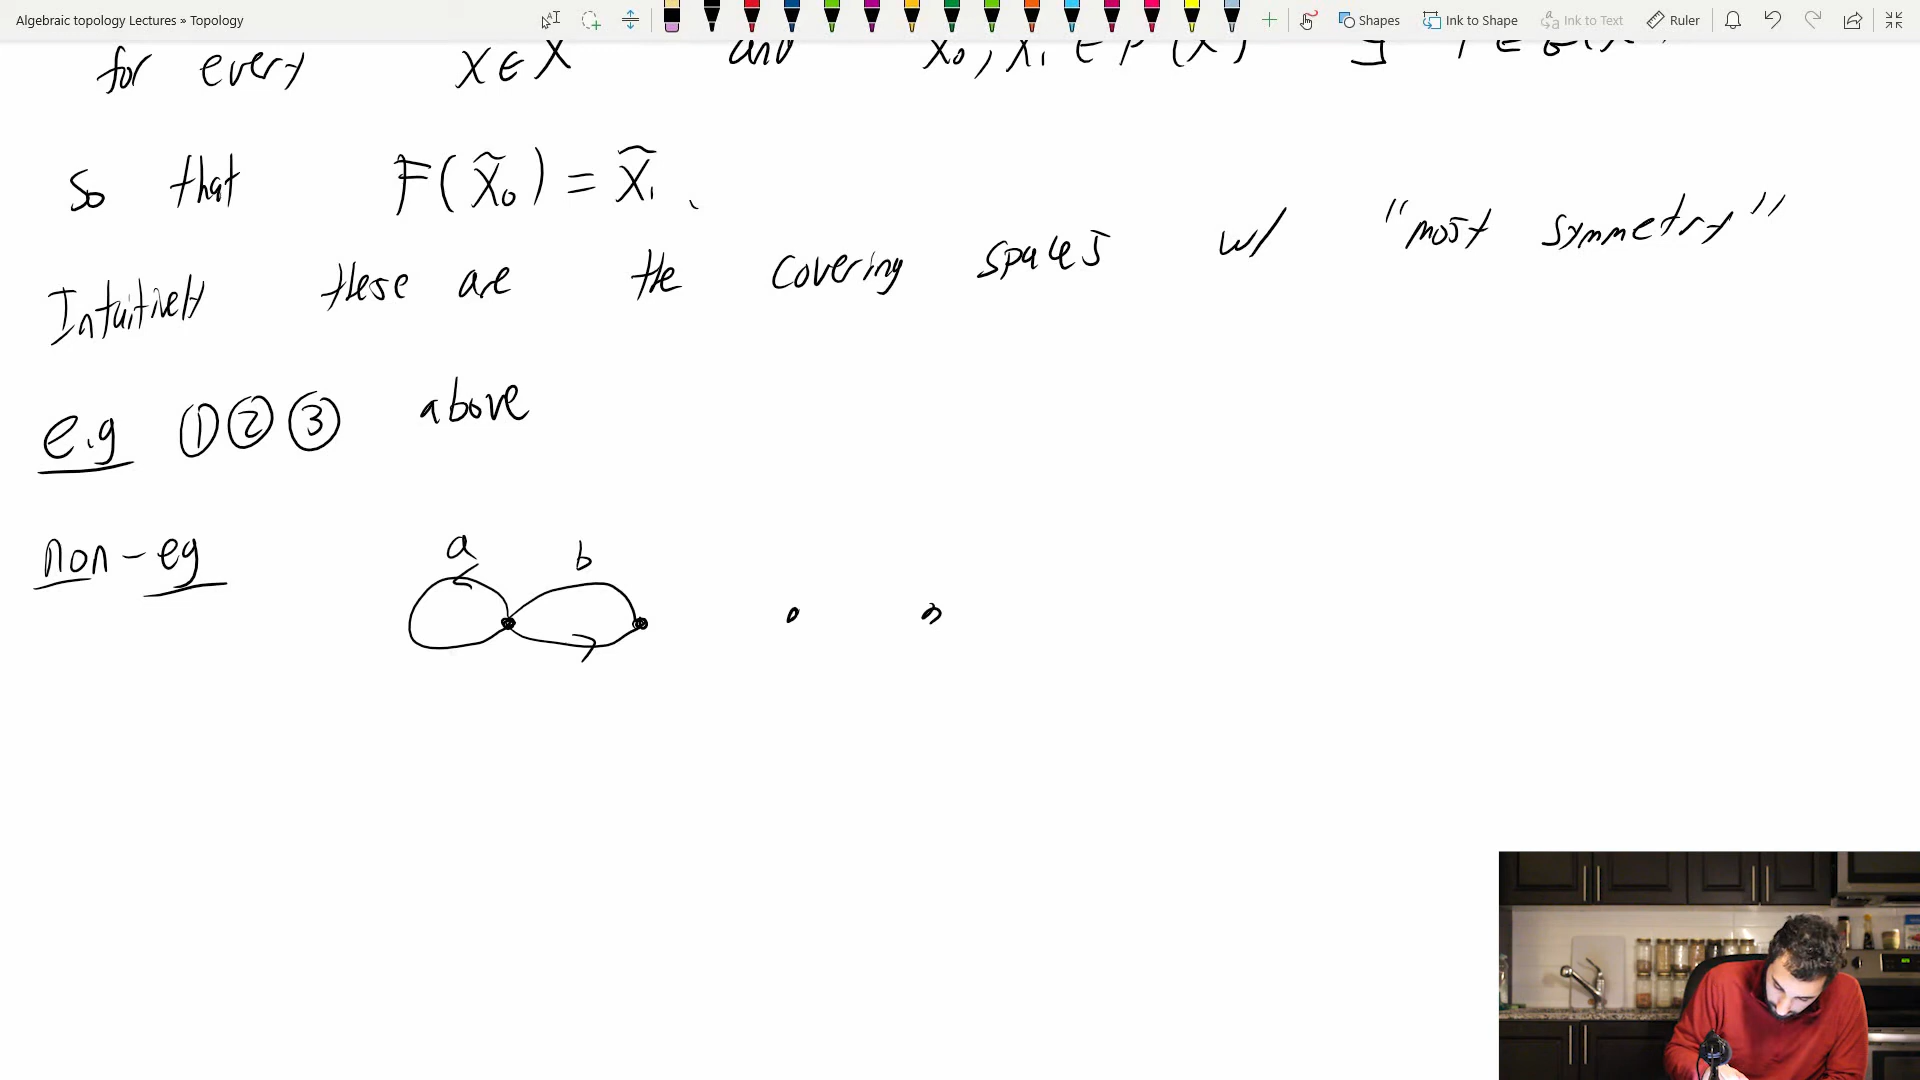 Algebraic topology Lectures » Topology
Shapes Ink to Shape Ink to Text Ruler
for every X ∈ X and
So that F(x̃₀) = x̃₁.
Intuitively these are the covering spaces w/ "most symmetry"
e.g ① ② ③ above
non-eg
a b